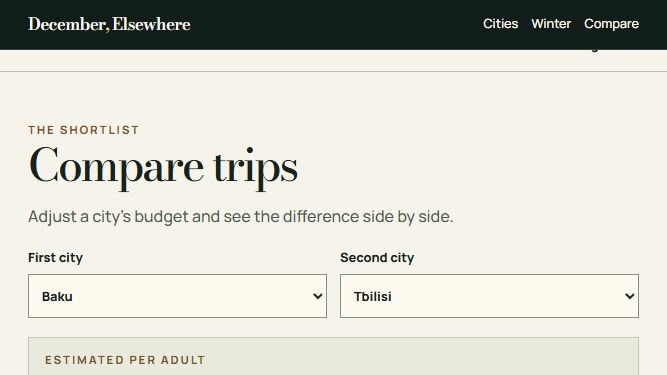 December, Elsewhere
Cities Winter Compare
THE SHORTLIST
Compare trips
Adjust a city's budget and see the difference side by side.
First city Second city
Baku Tbilisi
ESTIMATED PER ADULT